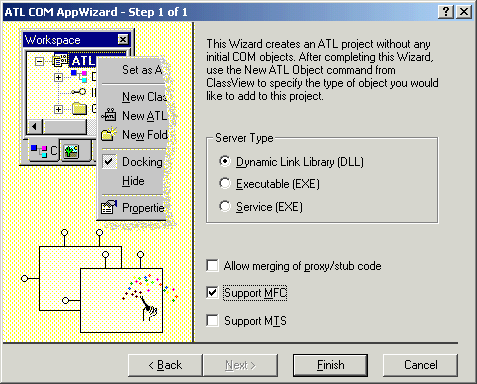 ATL COM AppWizard - Step 1 of 1
Workspace
ATL
Set as A
New Clas
New ATL
New Fold
Docking
Hide
Propertie
This Wizard creates an ATL project without any
initial COM objects. After completing this Wizard,
use the New ATL Object command from
ClassView to specify the type of object you would
like to add to this project.
Server Type
Dynamic Link Library (DLL)
Executable (EXE)
Service (EXE)
Allow merging of proxy/stub code
Support MFC
Support MTS
< Back
Next >
Finish
Cancel